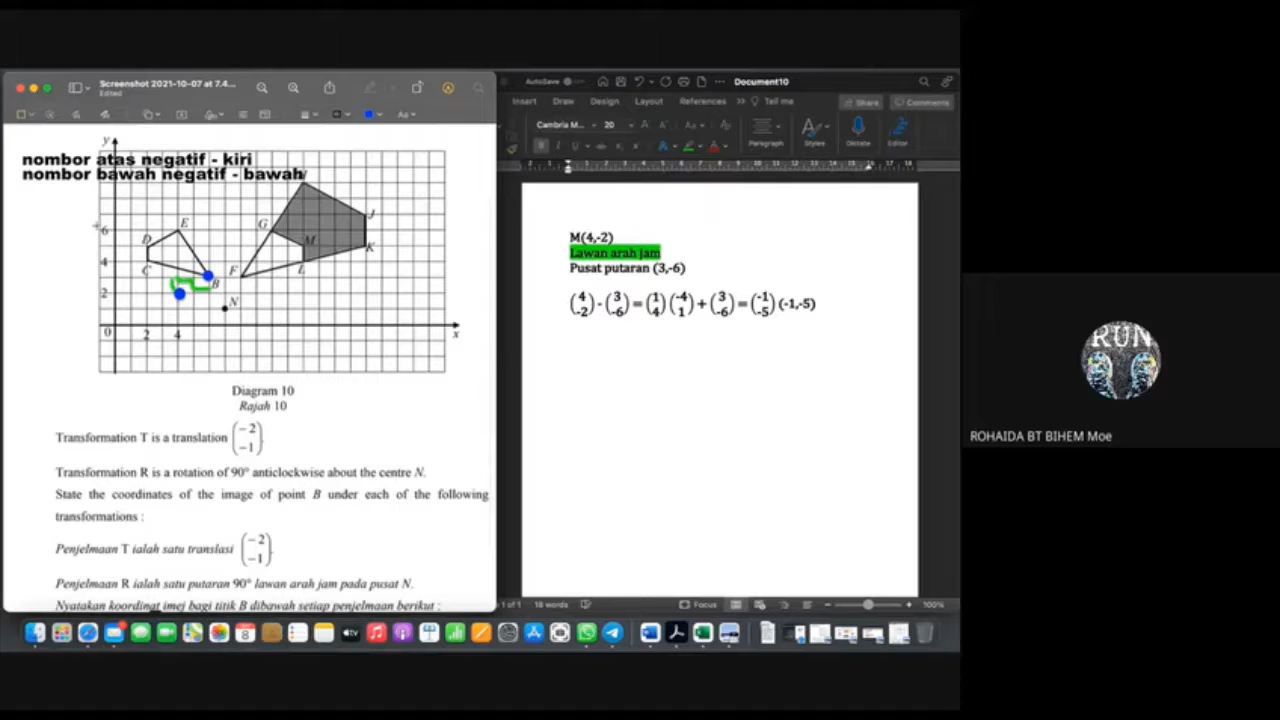 Screenshot 2021-10-07 at 7.4...
Edited
y
nombor atas negatif - kiri
nombor bawah negatif - bawah
6
4
2
0
2
4
x
D
E
C
B
G
F
M
L
J
K
N
Diagram 10
Rajah 10
Transformation T is a translation (-2 -1)
Transformation R is a rotation of 90° anticlockwise about the centre N.
State the coordinates of the image of point B under each of the following
transformations :
Penjelmaan T ialah satu translasi (-2 -1).
Penjelmaan R ialah satu putaran 90° lawan arah jam pada pusat N.
Nyatakan koordinat imej bagi titik B dibawah setiap penjelmaan berikut :
AutoSave
Document10
Insert Draw Design Layout References Tell me
Share Comments
Cambria M... 20
Paragraph Styles Dictate Editor
M(4,-2)
Lawan arah jam
Pusat putaran (3,-6)
(4 -2) - (3 -6) = (1 4) (-4 1) + (3 -6) = (-1 -5) (-1,-5)
18 words
Focus
100%
8
tv
RUN
ROHAIDA BT BIHEM Moe